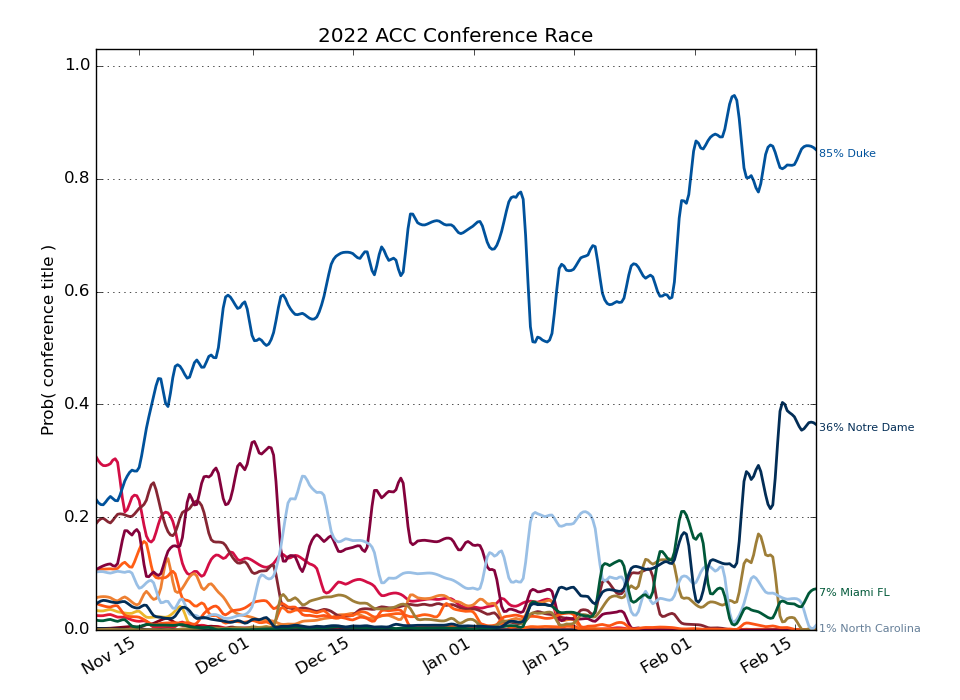 2022 ACC Conference Race
Prob( conference title )
1.0
0.8
0.6
0.4
0.2
0.0
85% Duke
36% Notre Dame
7% Miami FL
1% North Carolina
Nov 15
Dec 01
Dec 15
Jan 01
Jan 15
Feb 01
Feb 15